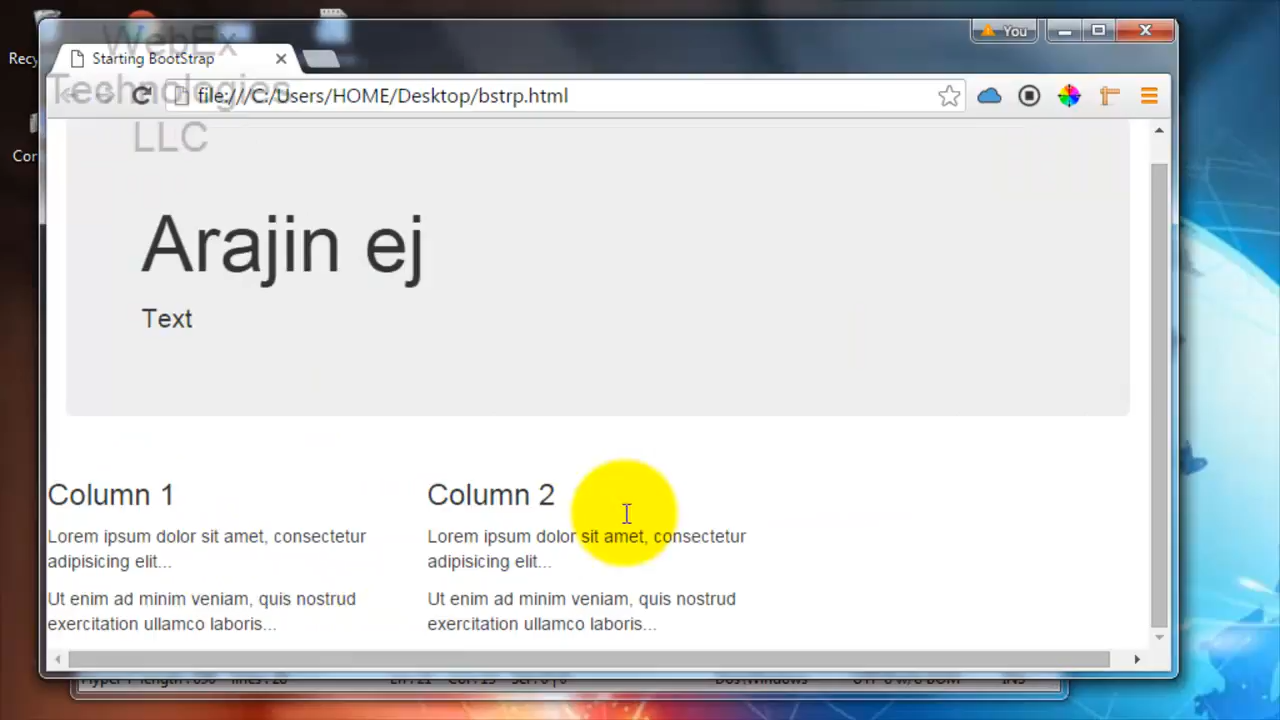 Recy
WebEx
Technologies
LLC
Starting BootStrap
You
file:///C:/Users/HOME/Desktop/bstrp.html
Cor
Arajin ej
Text
Column 1
Lorem ipsum dolor sit amet, consectetur
adipisicing elit...
Ut enim ad minim veniam, quis nostrud
exercitation ullamco laboris...
Column 2
Lorem ipsum dolor sit amet, consectetur
adipisicing elit...
Ut enim ad minim veniam, quis nostrud
exercitation ullamco laboris...